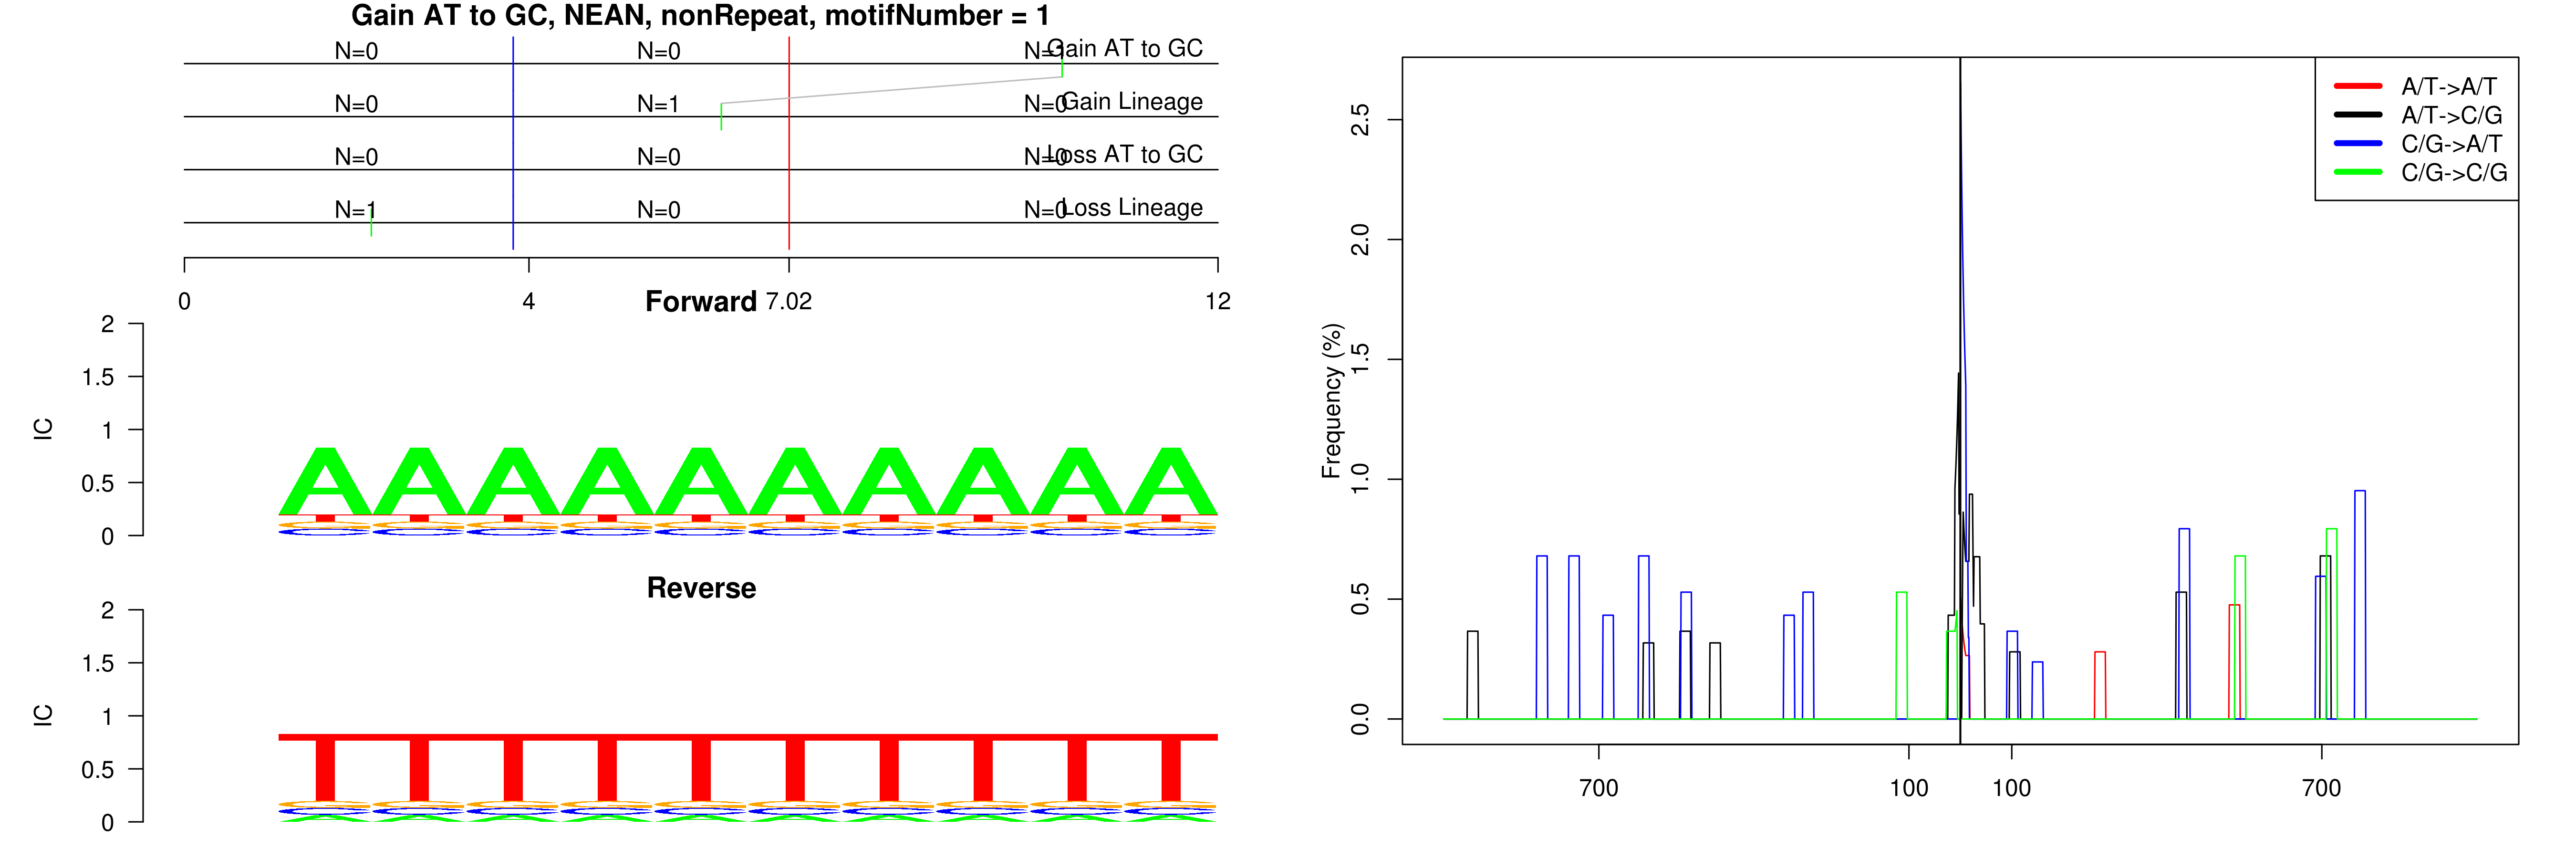 Gain AT to GC, NEAN, nonRepeat, motifNumber = 1
N=0 N=0 N=1 Gain AT to GC
N=0 N=1 N=0 Gain Lineage
N=0 N=0 N=0 Loss AT to GC
N=1 N=0 N=0 Loss Lineage
0 4 7.02 12
Forward
2
1.5
1
0.5
0
IC
AAAAAAAAAA
Reverse
2
1.5
1
0.5
0
IC
TTTTTTTTTT
2.5
2.0
1.5
1.0
0.5
0.0
Frequency (%)
A/T->A/T
A/T->C/G
C/G->A/T
C/G->C/G
700 100 100 700